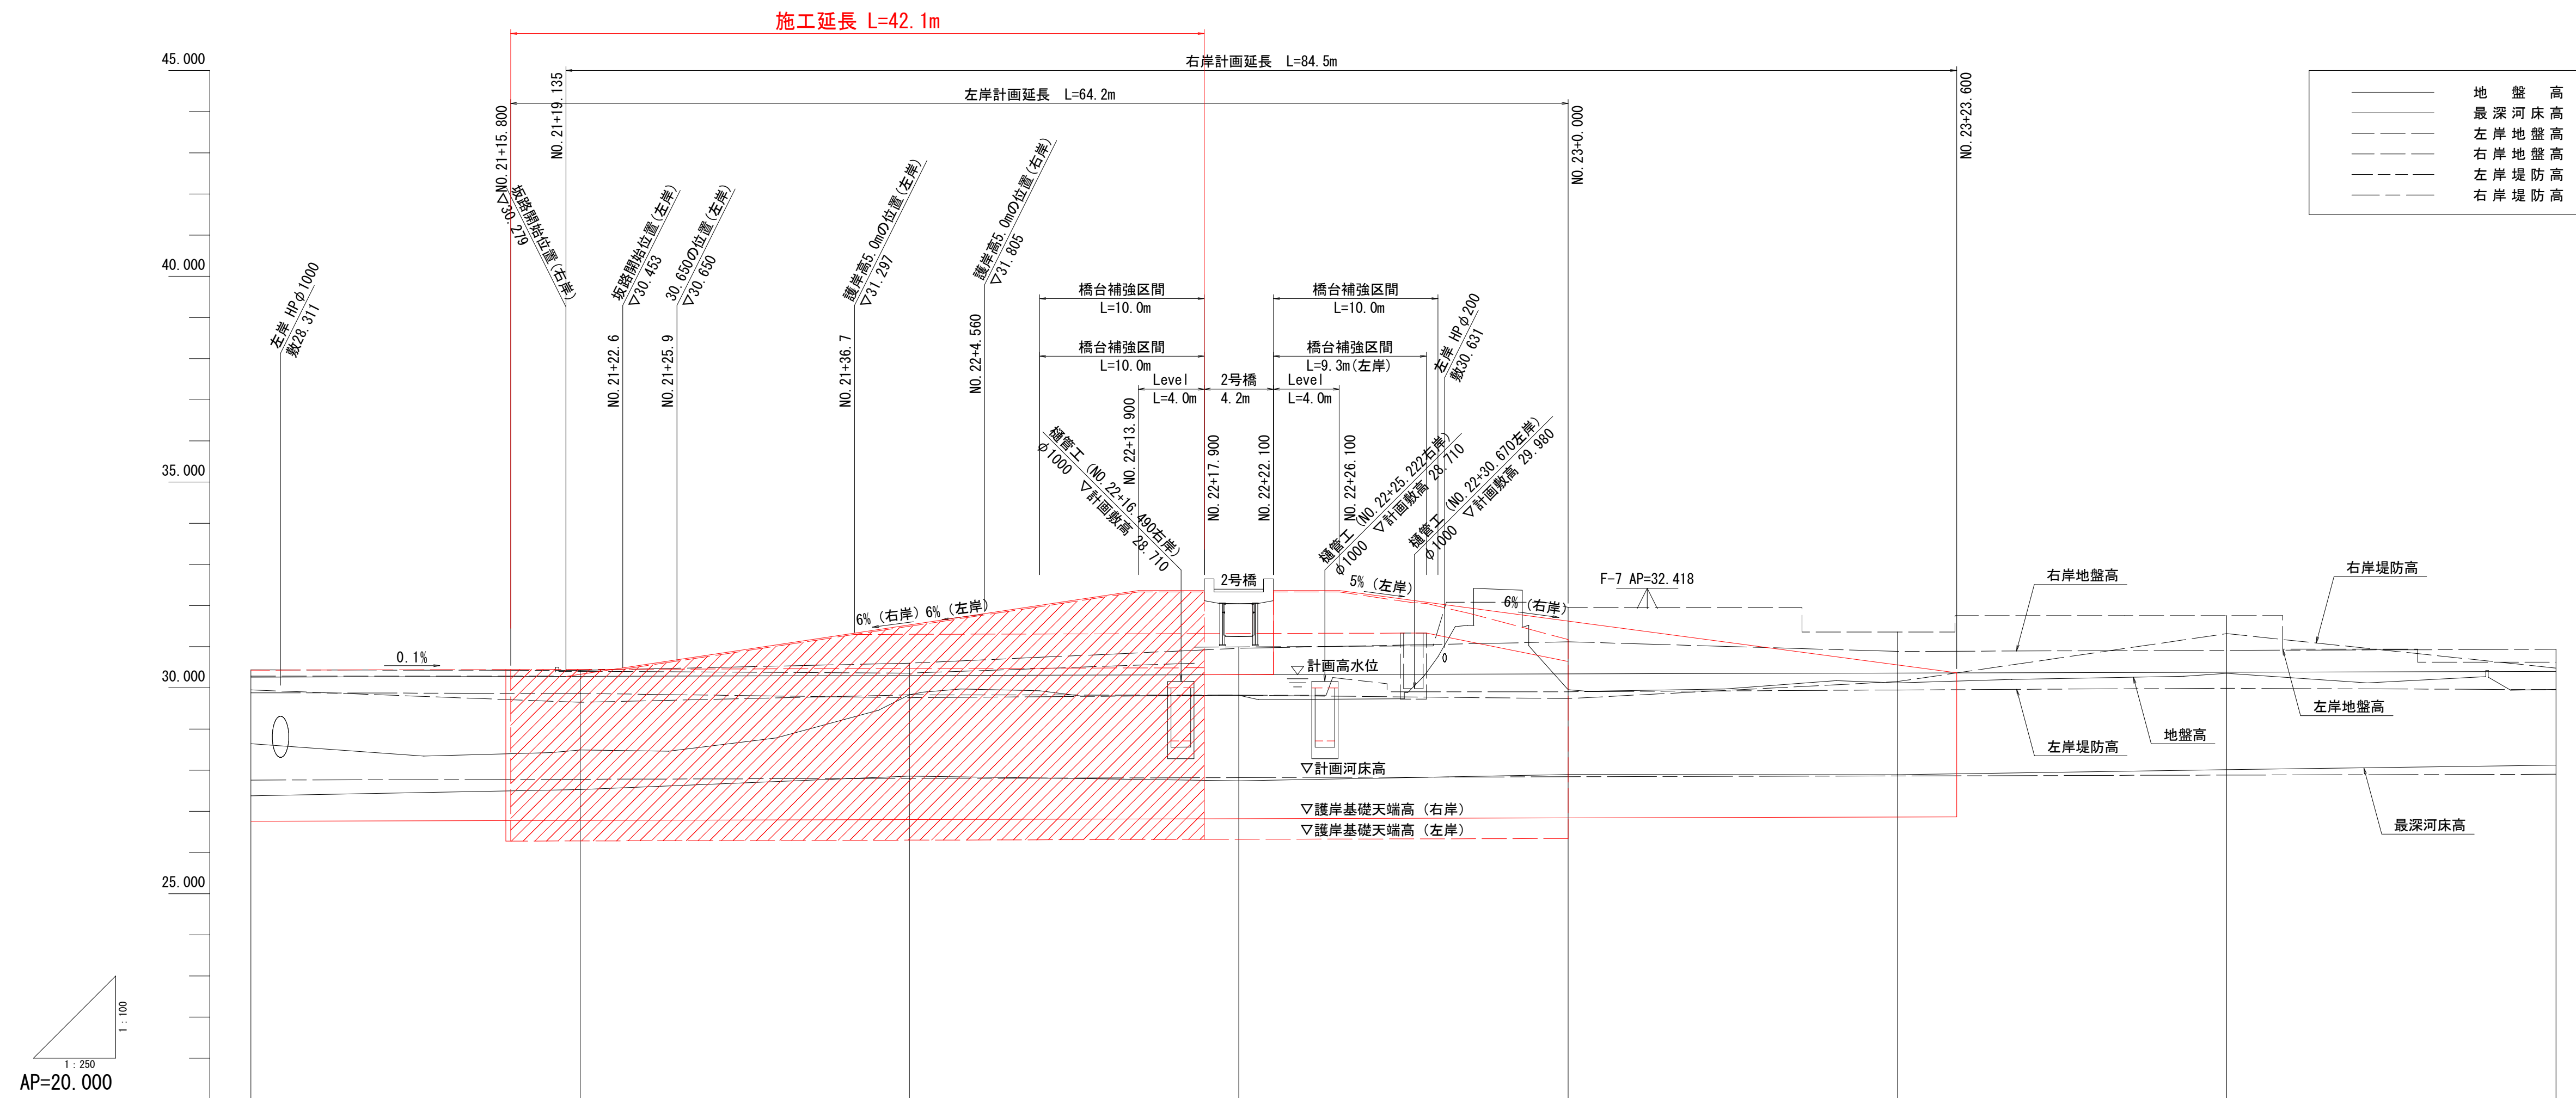 施工延長 L=42.1m
右岸計画延長 L=84.5m
左岸計画延長 L=64.2m
45.000
40.000
35.000
30.000
25.000
NO.21+15.800
▽30.279
坂路開始位置(右岸)
NO.21+19.135
NO.23+0.000
NO.23+23.600
地盤高
最深河床高
左岸地盤高
右岸地盤高
左岸堤防高
右岸堤防高
左岸 HPφ1000
敷28.311
坂路開始位置(左岸)
▽30.453
NO.21+22.6
30.650の位置(左岸)
▽30.650
NO.21+25.9
護岸高5.0mの位置(左岸)
▽31.297
NO.21+36.7
護岸高5.0mの位置(右岸)
▽31.805
NO.22+4.560
橋台補強区間
L=10.0m
橋台補強区間
L=10.0m
橋台補強区間
L=10.0m
橋台補強区間
L=9.3m(左岸)
Level
L=4.0m
2号橋
4.2m
Level
L=4.0m
左岸 HPφ200
敷30.631
NO.22+13.900
NO.22+17.900
NO.22+22.100
NO.22+26.100
樋管工 (NO.22+16.490右岸)
φ1000 ▽計画敷高 28.710
樋管工 (NO.22+25.222右岸)
φ1000 ▽計画敷高 28.710
樋管工 (NO.22+30.670左岸)
φ1000 ▽計画敷高 29.980
2号橋
0.1%
6% (右岸)
6% (左岸)
5% (左岸)
6% (右岸)
F-7 AP=32.418
右岸地盤高
右岸堤防高
計画高水位
左岸地盤高
地盤高
左岸堤防高
▽計画河床高
▽護岸基礎天端高 (右岸)
▽護岸基礎天端高 (左岸)
最深河床高
1:100
1:250
AP=20.000